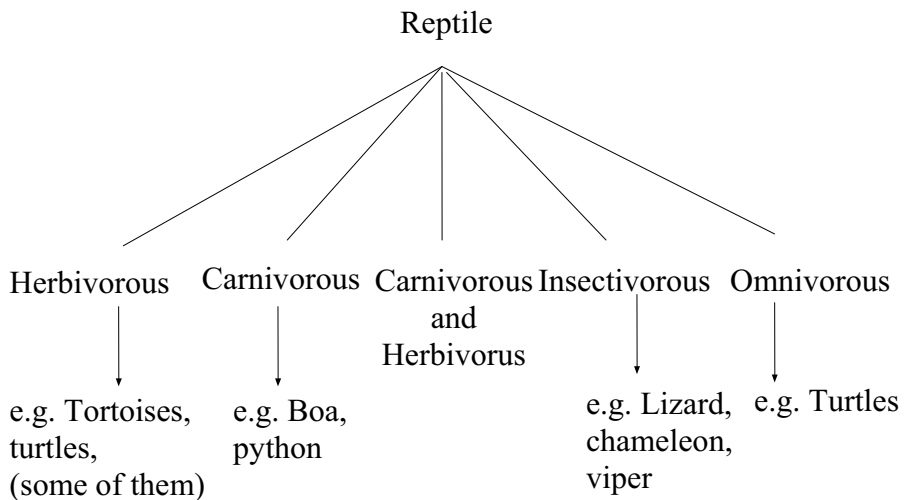 Reptile
Herbivorous
Carnivorous
Carnivorous
and
Herbivorus
Insectivorous
Omnivorous
e.g. Tortoises,
turtles,
(some of them)
e.g. Boa,
python
e.g. Lizard,
chameleon,
viper
e.g. Turtles